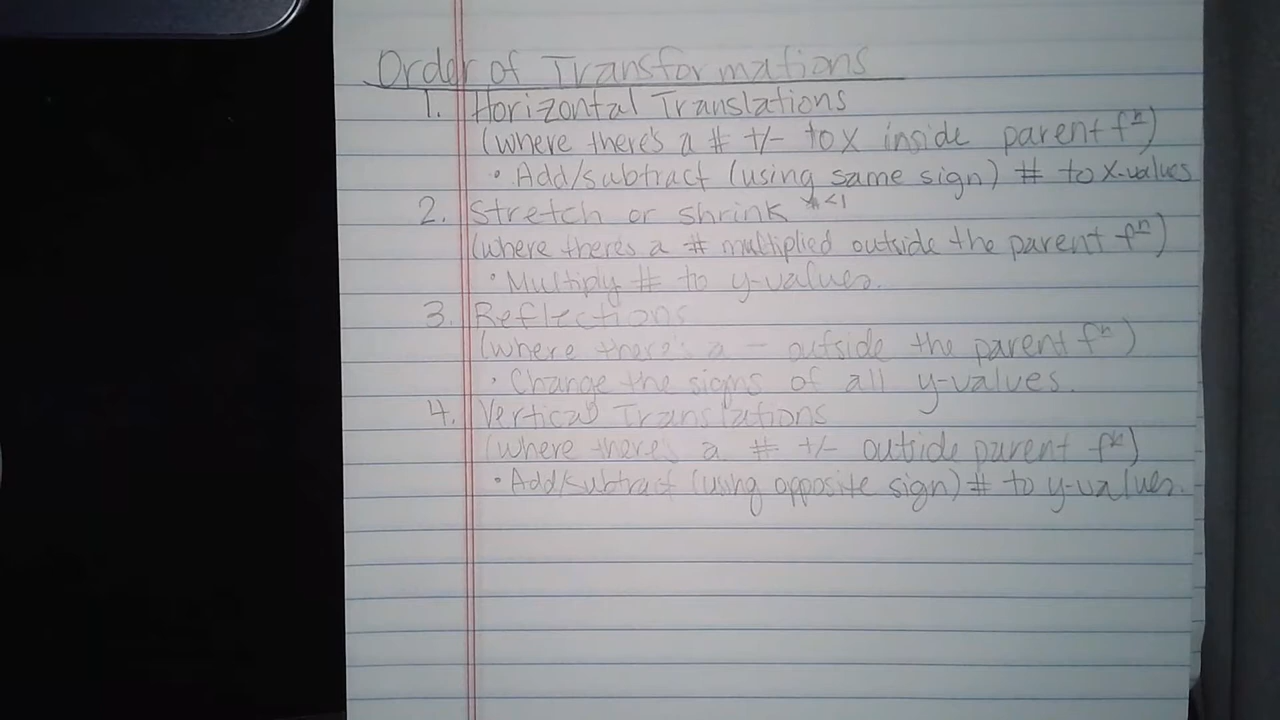 Order of Transformations
1. Horizontal Translations
(where there's a # +/- to x inside parent fⁿ)
• Add/subtract (using same sign) # to x-values
2. Stretch or shrink *<1
(where there's a # multiplied outside the parent fⁿ)
• Multiply # to y-values.
3. Reflections
(where there's a - outside the parent fⁿ)
• Change the signs of all y-values.
4. Vertical Translations
(where there's a # +/- outside parent fⁿ)
• Add/subtract (using opposite sign) # to y-values.